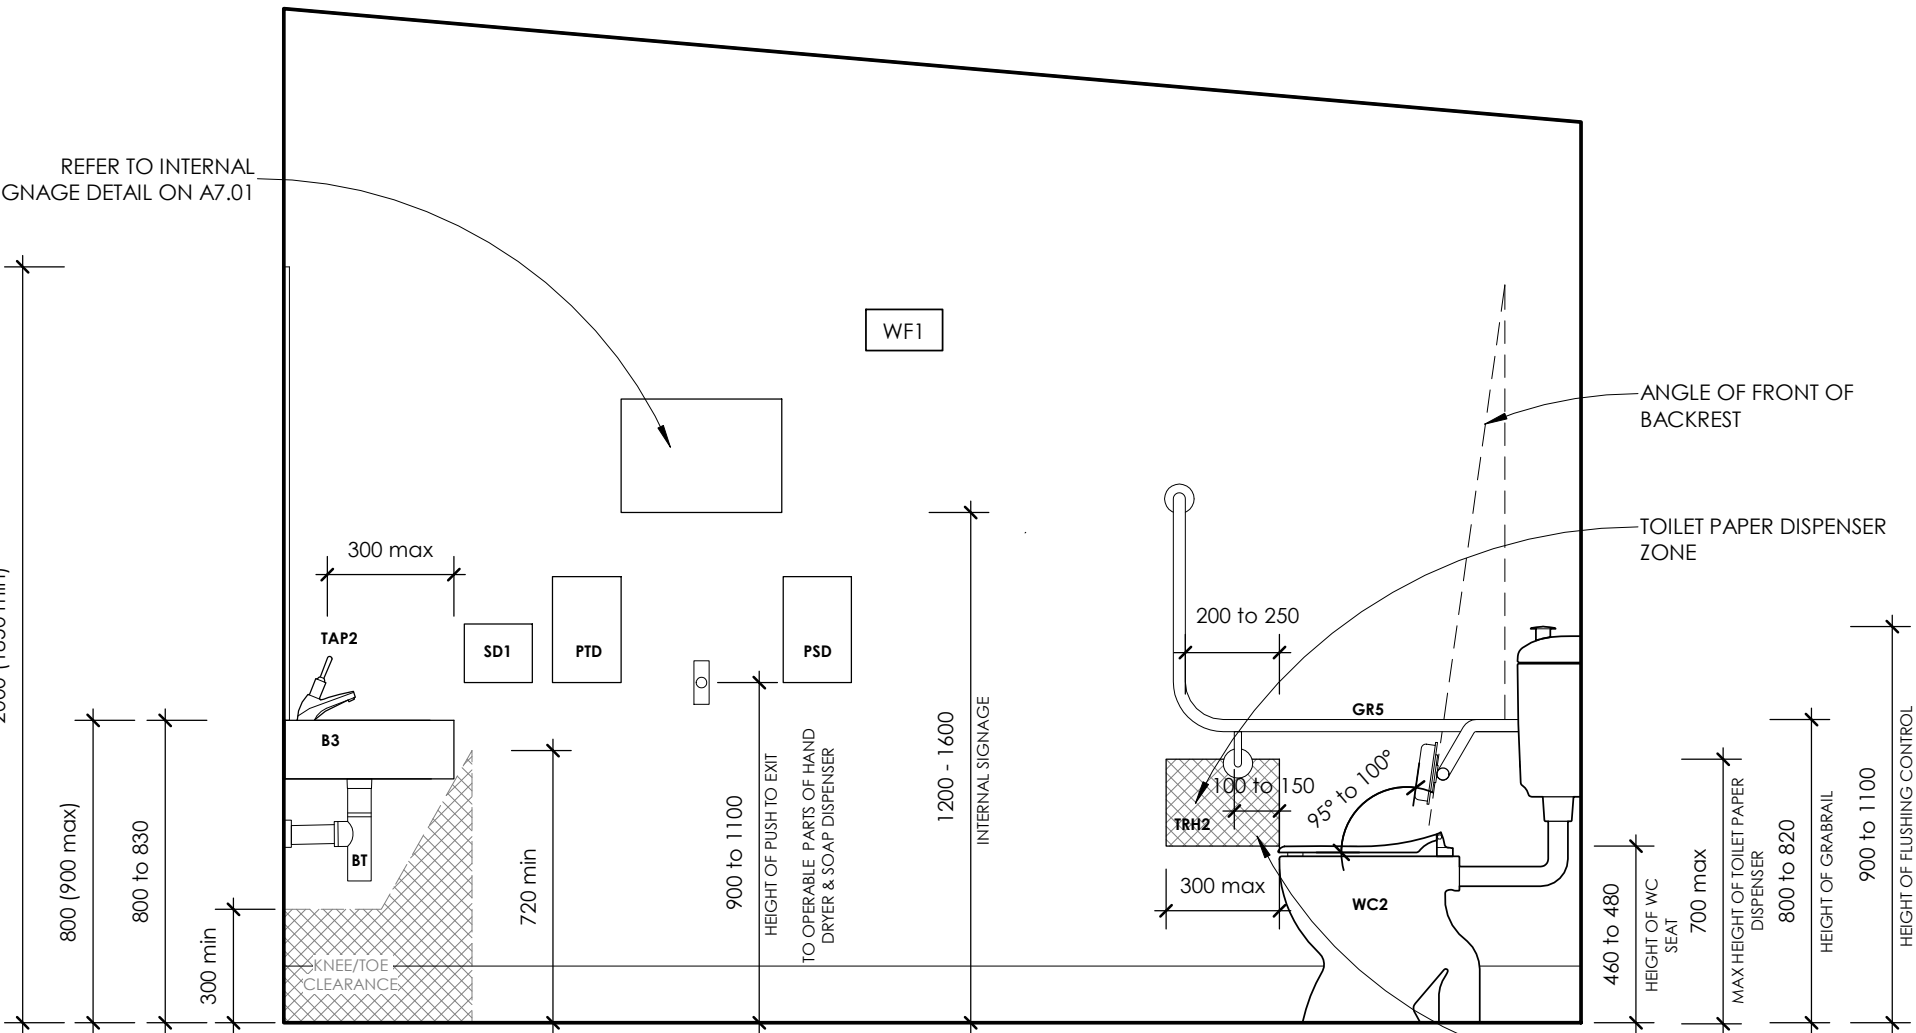 REFER TO INTERNAL
GNAGE DETAIL ON A7.01
WF1
ANGLE OF FRONT OF
BACKREST
TOILET PAPER DISPENSER
ZONE
300 max
TAP2
SD1
PTD
PSD
B3
BT
KNEE/TOE
CLEARANCE
800 (900 max)
800 to 830
300 min
720 min
900 to 1100
HEIGHT OF PUSH TO EXIT
TO OPERABLE PARTS OF HAND
DRYER & SOAP DISPENSER
1200 - 1600
INTERNAL SIGNAGE
200 to 250
GR5
100 to 150
TRH2
95° to 100°
300 max
WC2
460 to 480
HEIGHT OF WC
SEAT
700 max
MAX HEIGHT OF TOILET PAPER
DISPENSER
800 to 820
HEIGHT OF GRABRAIL
900 to 1100
HEIGHT OF FLUSHING CONTROL